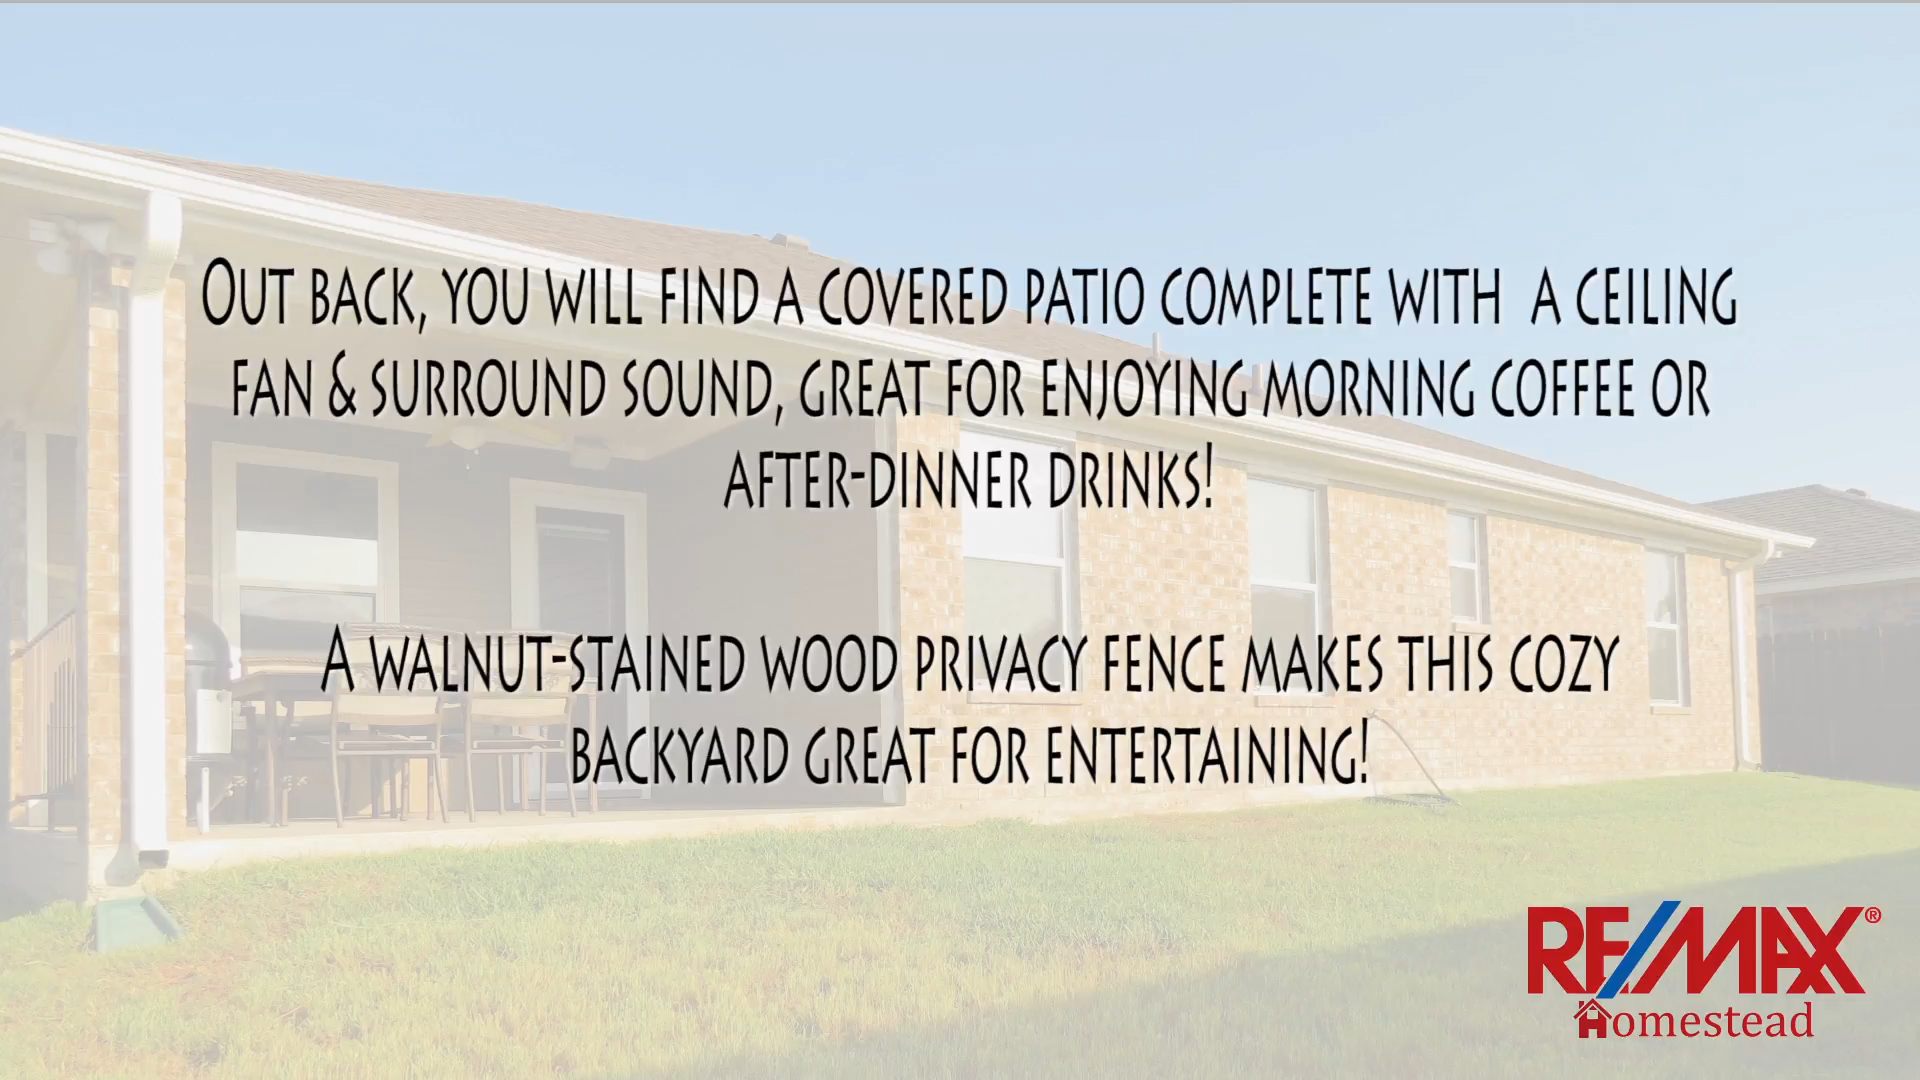 Out back, you will find a covered patio complete with a ceiling
fan & surround sound, great for enjoying morning coffee or
after-dinner drinks!
A walnut-stained wood privacy fence makes this cozy
backyard great for entertaining!
RE/MAX®
Homestead